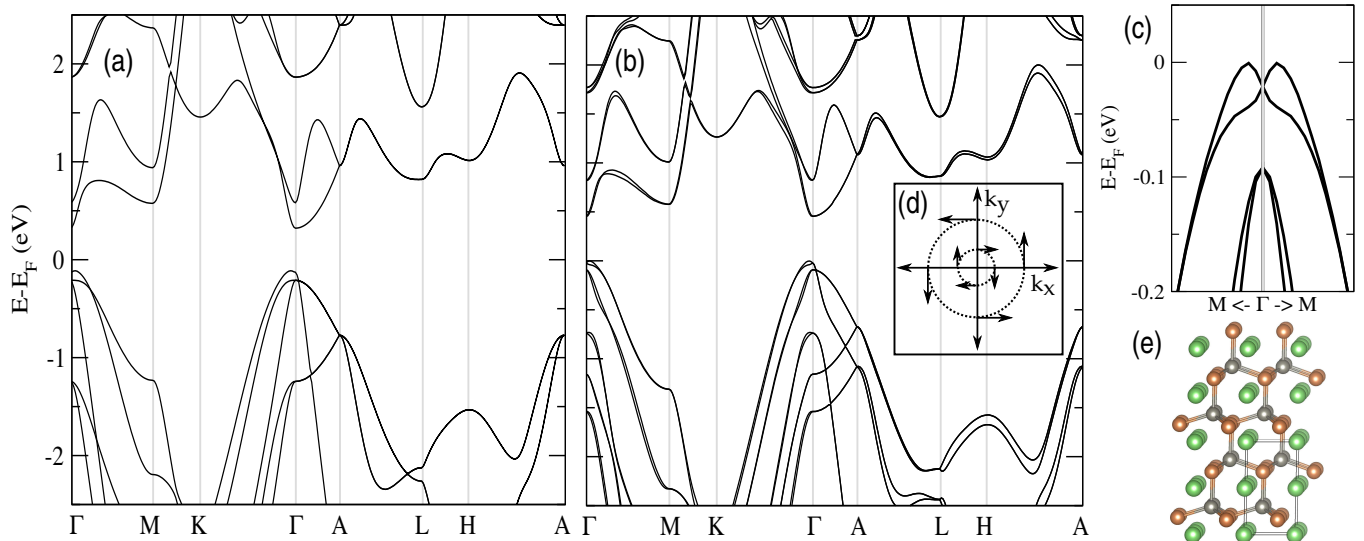 (a)
E-E_F (eV)
2
1
0
-1
-2
Γ M K Γ A L H A
(b)
Γ M K Γ A L H A
(d)
k_y
k_x
(c)
E-E_F (eV)
0
-0.1
-0.2
M <- Γ -> M
(e)